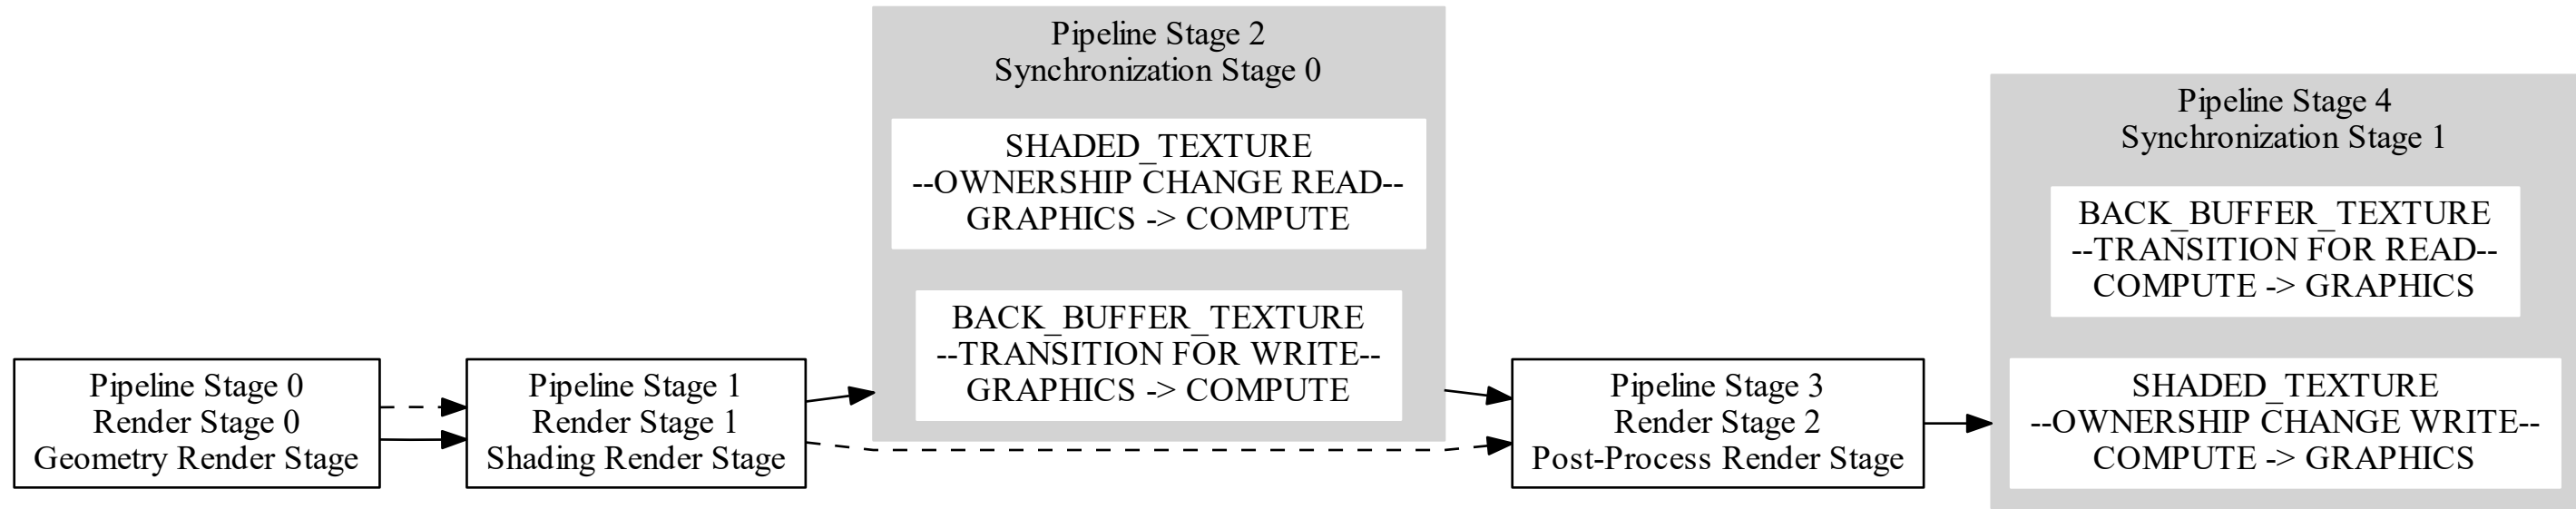 Pipeline Stage 0
Render Stage 0
Geometry Render Stage
Pipeline Stage 1
Render Stage 1
Shading Render Stage
Pipeline Stage 2
Synchronization Stage 0
SHADED_TEXTURE
--OWNERSHIP CHANGE READ--
GRAPHICS -> COMPUTE
BACK_BUFFER_TEXTURE
--TRANSITION FOR WRITE--
GRAPHICS -> COMPUTE
Pipeline Stage 3
Render Stage 2
Post-Process Render Stage
Pipeline Stage 4
Synchronization Stage 1
BACK_BUFFER_TEXTURE
--TRANSITION FOR READ--
COMPUTE -> GRAPHICS
SHADED_TEXTURE
--OWNERSHIP CHANGE WRITE--
COMPUTE -> GRAPHICS